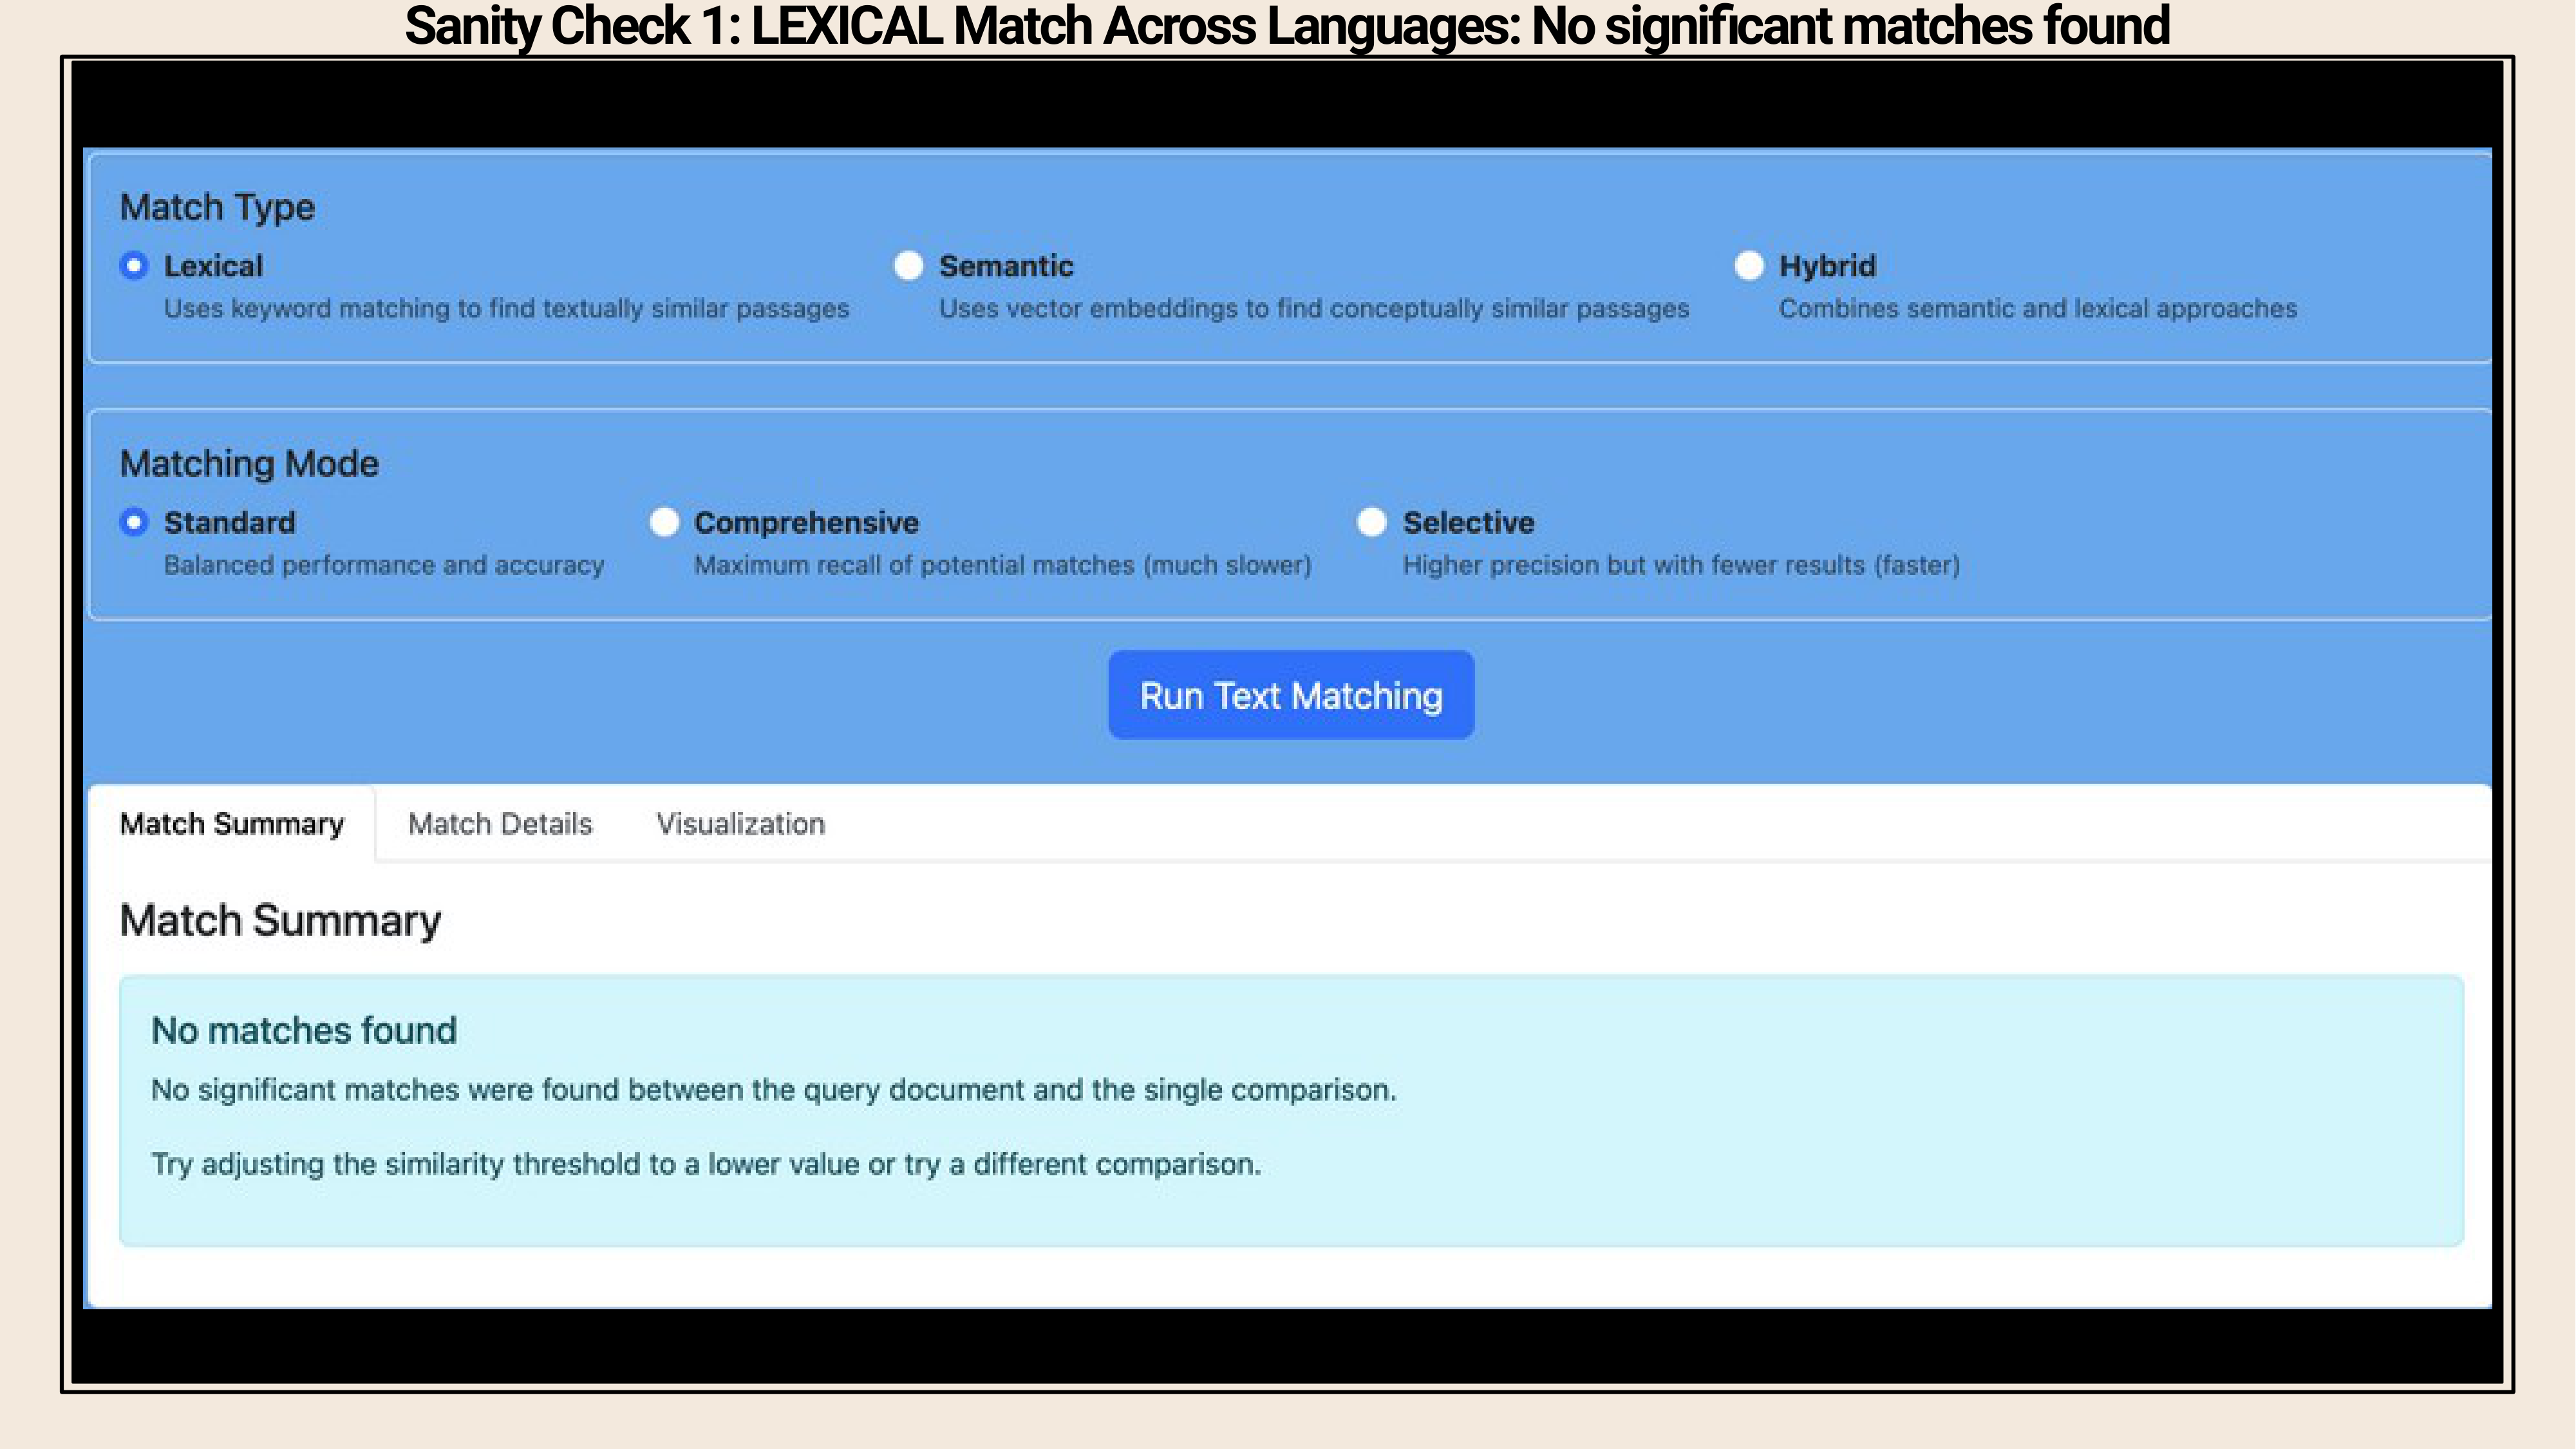 Sanity Check 1: LEXICAL Match Across Languages: No significant matches found
Match Type
Lexical
Uses keyword matching to find textually similar passages
Semantic
Uses vector embeddings to find conceptually similar passages
Hybrid
Combines semantic and lexical approaches
Matching Mode
Standard
Balanced performance and accuracy
Comprehensive
Maximum recall of potential matches (much slower)
Selective
Higher precision but with fewer results (faster)
Run Text Matching
Match Summary
Match Details
Visualization
Match Summary
No matches found
No significant matches were found between the query document and the single comparison.
Try adjusting the similarity threshold to a lower value or try a different comparison.